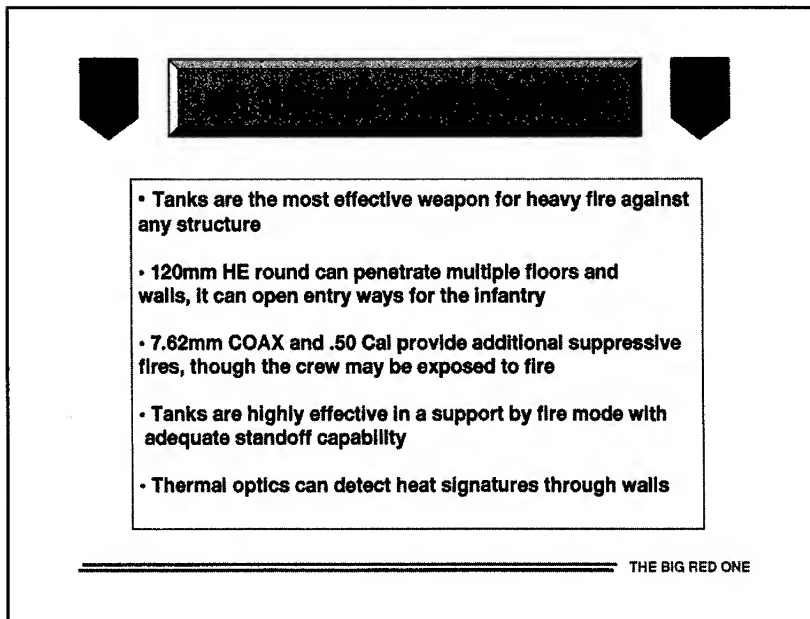 • Tanks are the most effective weapon for heavy fire against
any structure
• 120mm HE round can penetrate multiple floors and
walls, it can open entry ways for the infantry
• 7.62mm COAX and .50 Cal provide additional suppressive
fires, though the crew may be exposed to fire
• Tanks are highly effective in a support by fire mode with
adequate standoff capability
• Thermal optics can detect heat signatures through walls
THE BIG RED ONE